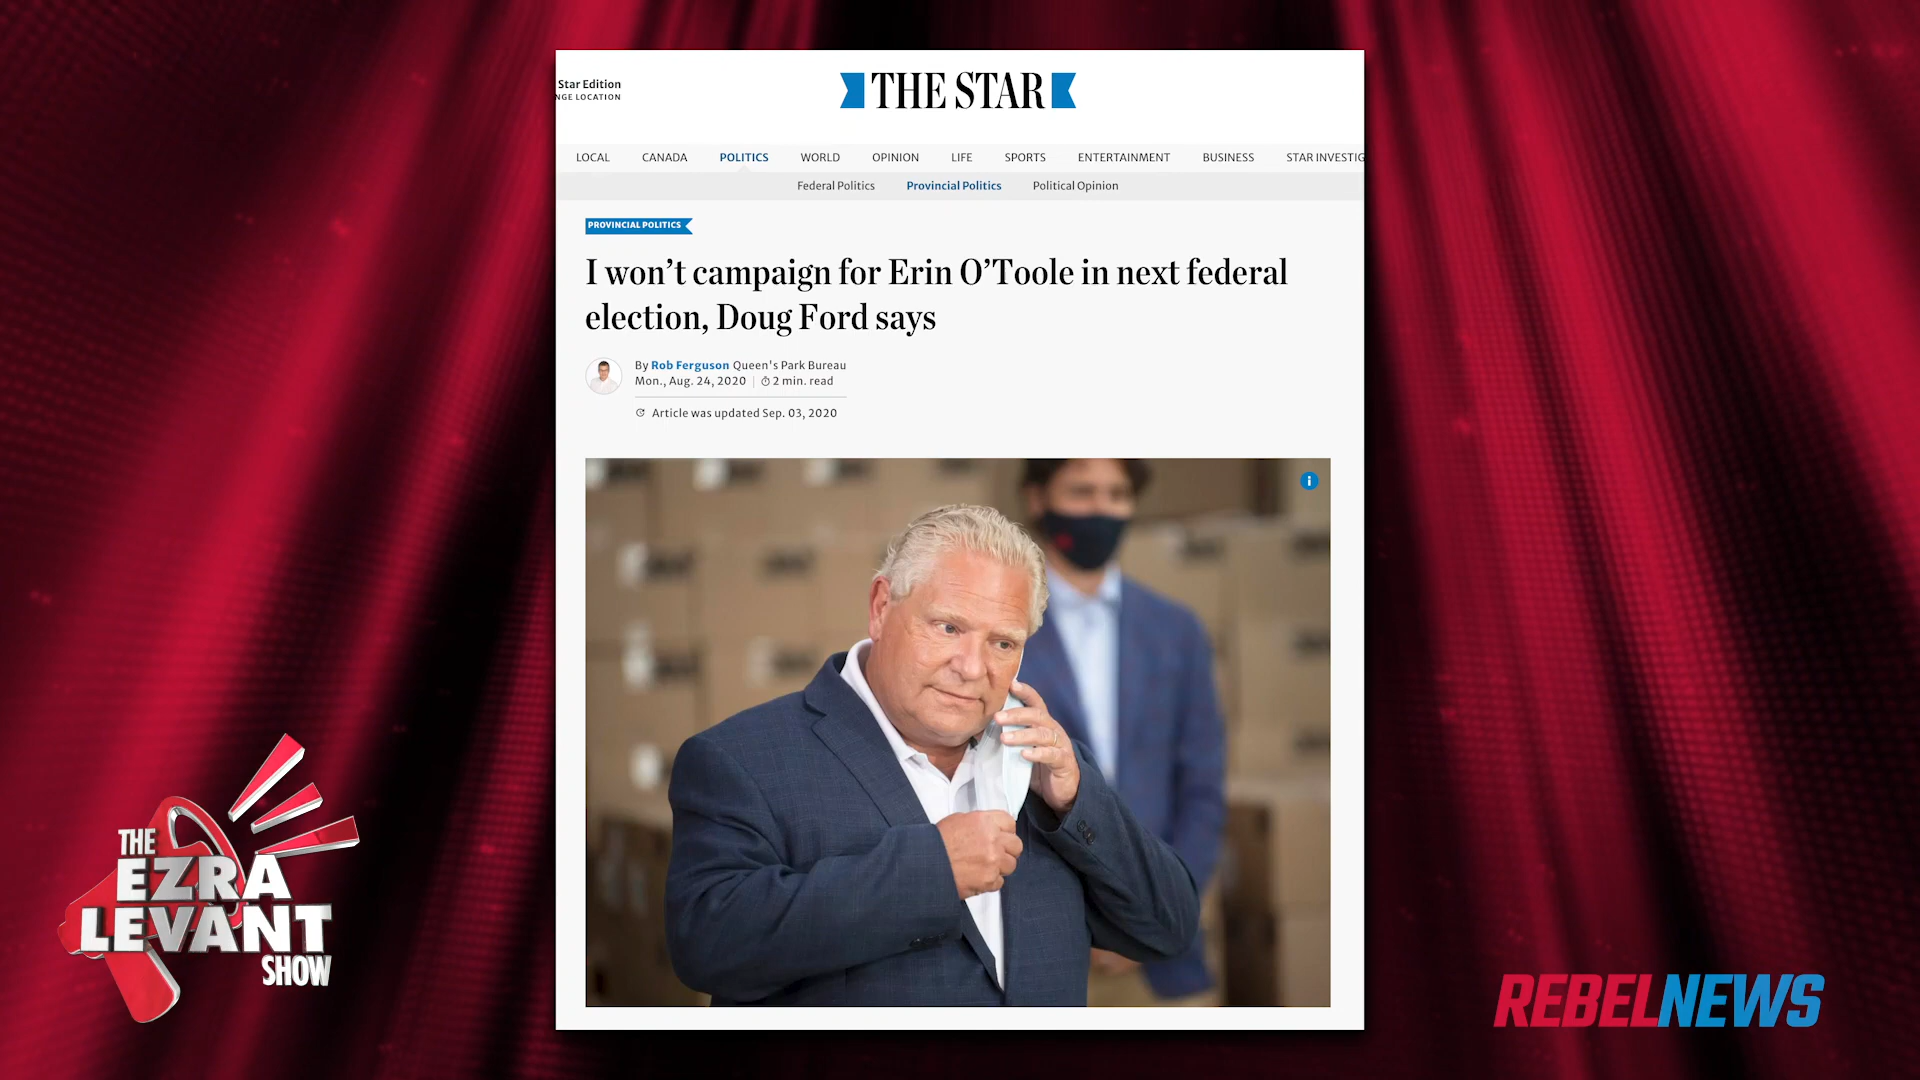 Star Edition
NGE LOCATION
THE STAR
LOCAL CANADA POLITICS WORLD OPINION LIFE SPORTS ENTERTAINMENT BUSINESS STAR INVESTIG
Federal Politics Provincial Politics Political Opinion
PROVINCIAL POLITICS
I won't campaign for Erin O'Toole in next federal
election, Doug Ford says
By Rob Ferguson Queen's Park Bureau
Mon., Aug. 24, 2020 | 2 min. read
Article was updated Sep. 03, 2020
i
THE
EZRA
LEVANT
SHOW
REBELNEWS